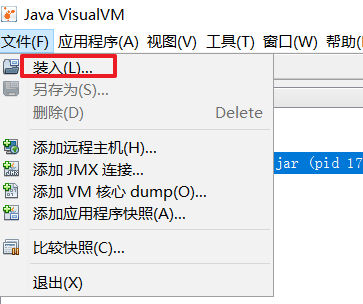 Java VisualVM
文件(F) 应用程序(A) 视图(V) 工具(T) 窗口(W) 帮助(
装入(L)...
另存为(S)...
删除(D) Delete
添加远程主机(H)...
jar (pid 17
添加 JMX 连接...
添加 VM 核心 dump(O)...
添加应用程序快照(A)...
比较快照(C)...
退出(X)